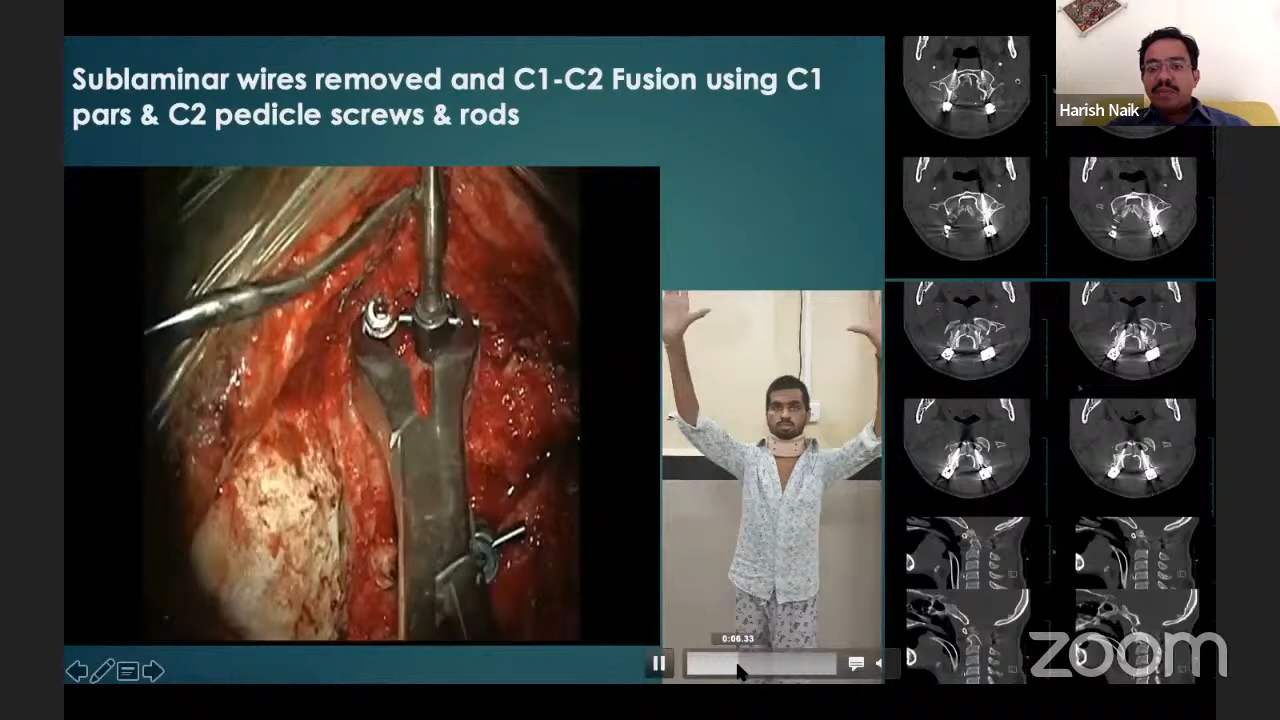 Sublaminar wires removed and C1-C2 Fusion using C1
pars & C2 pedicle screws & rods
Harish Naik
0:06.33
zoom